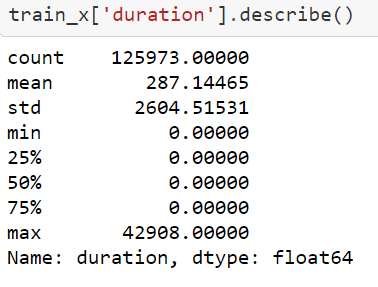 train_x['duration'].describe()
count    125973.00000
mean        287.14465
std        2604.51531
min           0.00000
25%           0.00000
50%           0.00000
75%           0.00000
max       42908.00000
Name: duration, dtype: float64